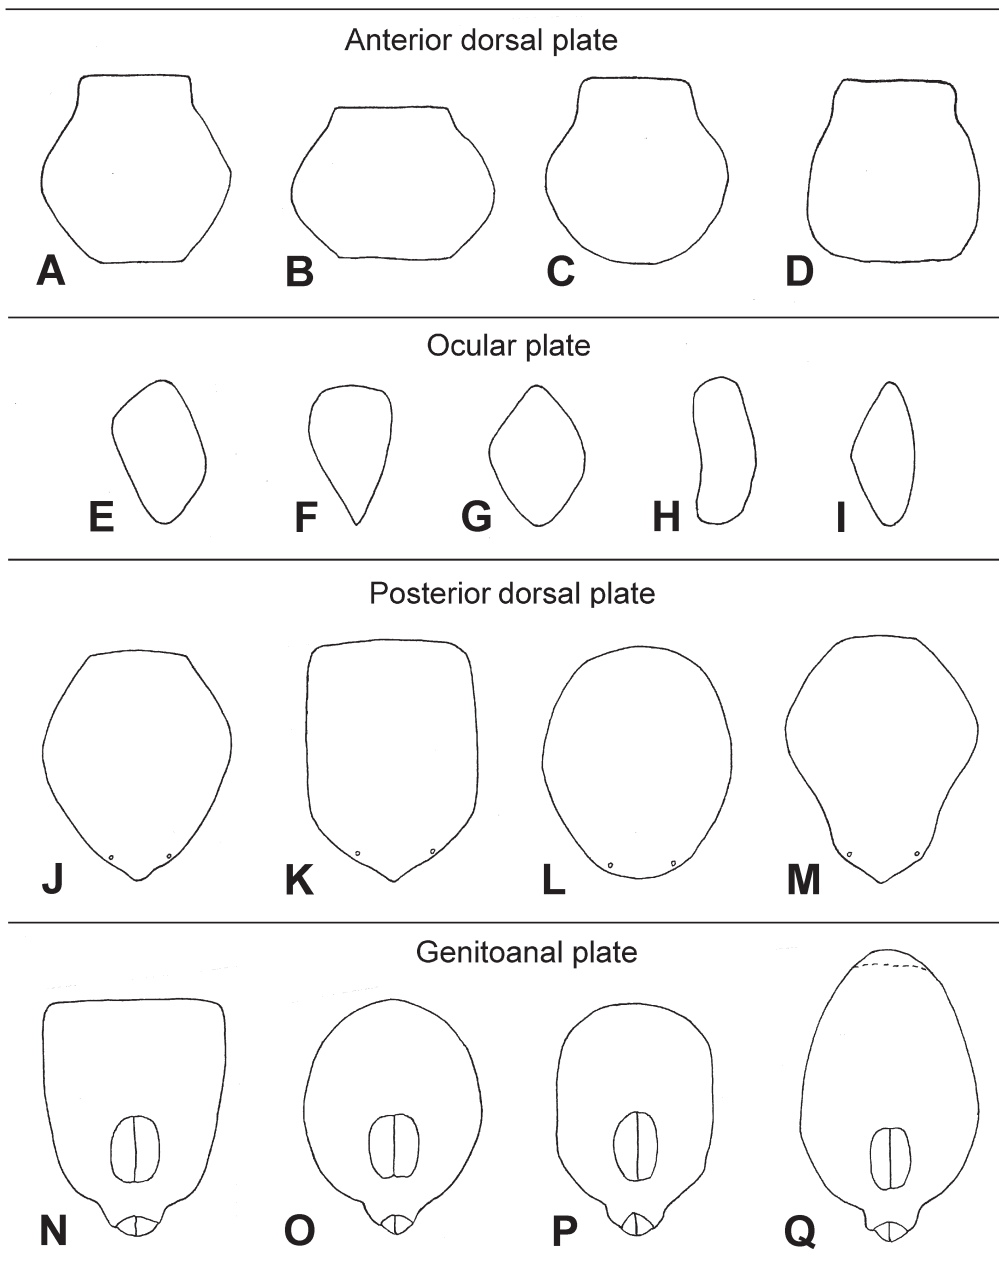 Anterior dorsal plate
A B C D
Ocular plate
E F G H I
Posterior dorsal plate
J K L M
Genitoanal plate
N O P Q